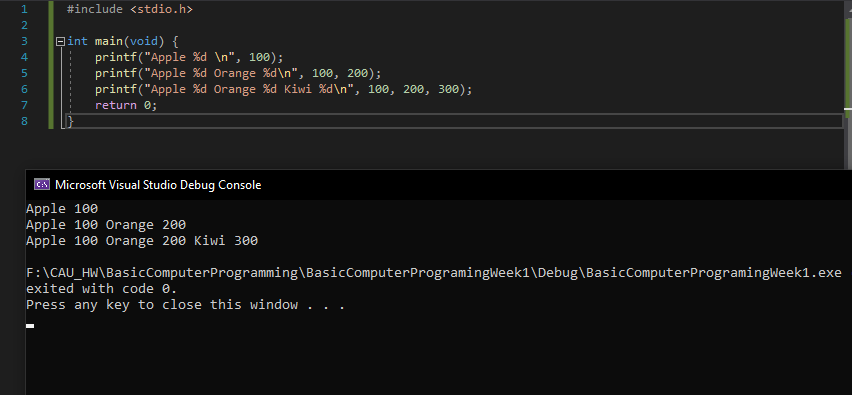 1 #include <stdio.h>
2
3 int main(void) {
4 printf("Apple %d \n", 100);
5 printf("Apple %d Orange %d\n", 100, 200);
6 printf("Apple %d Orange %d Kiwi %d\n", 100, 200, 300);
7 return 0;
8 }
C:\ Microsoft Visual Studio Debug Console
Apple 100
Apple 100 Orange 200
Apple 100 Orange 200 Kiwi 300
F:\CAU_HW\BasicComputerProgramming\BasicComputerProgramingWeek1\Debug\BasicComputerProgramingWeek1.exe
exited with code 0.
Press any key to close this window . . .